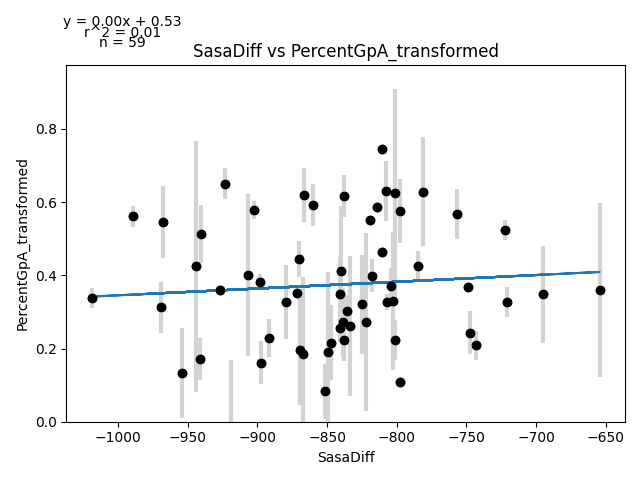 y = 0.00x + 0.53
r^2 = 0.01
n = 59
SasaDiff vs PercentGpA_transformed
PercentGpA_transformed
0.8
0.6
0.4
0.2
0.0
−1000 −950 −900 −850 −800 −750 −700 −650
SasaDiff